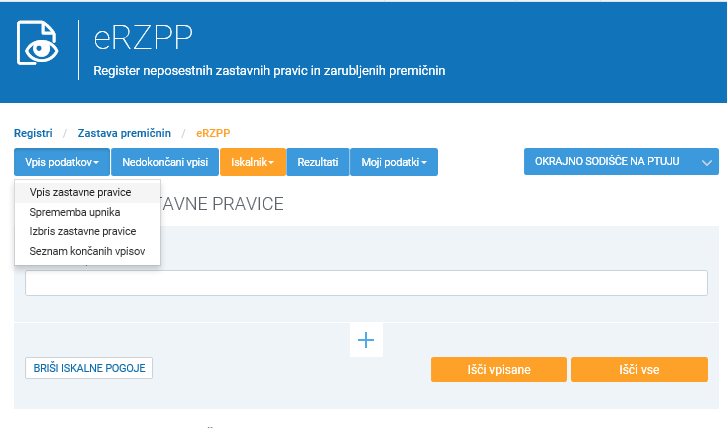 eRZPP
Register neposestnih zastavnih pravic in zarubljenih premičnin
Registri / Zastava premičnin / eRZPP
Vpis podatkov Nedokončani vpisi Iskalnik Rezultati Moji podatki OKRAJNO SODIŠČE NA PTUJU
Vpis zastavne pravice
Sprememba upnika
Izbris zastavne pravice
Seznam končanih vpisov
TAVNE PRAVICE
BRIŠI ISKALNE POGOJE Išči vpisane Išči vse